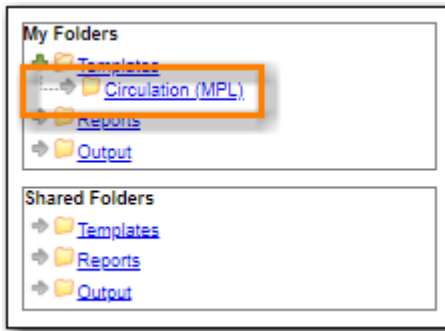 My Folders
Templates
Circulation (MPL)
Reports
Output
Shared Folders
Templates
Reports
Output